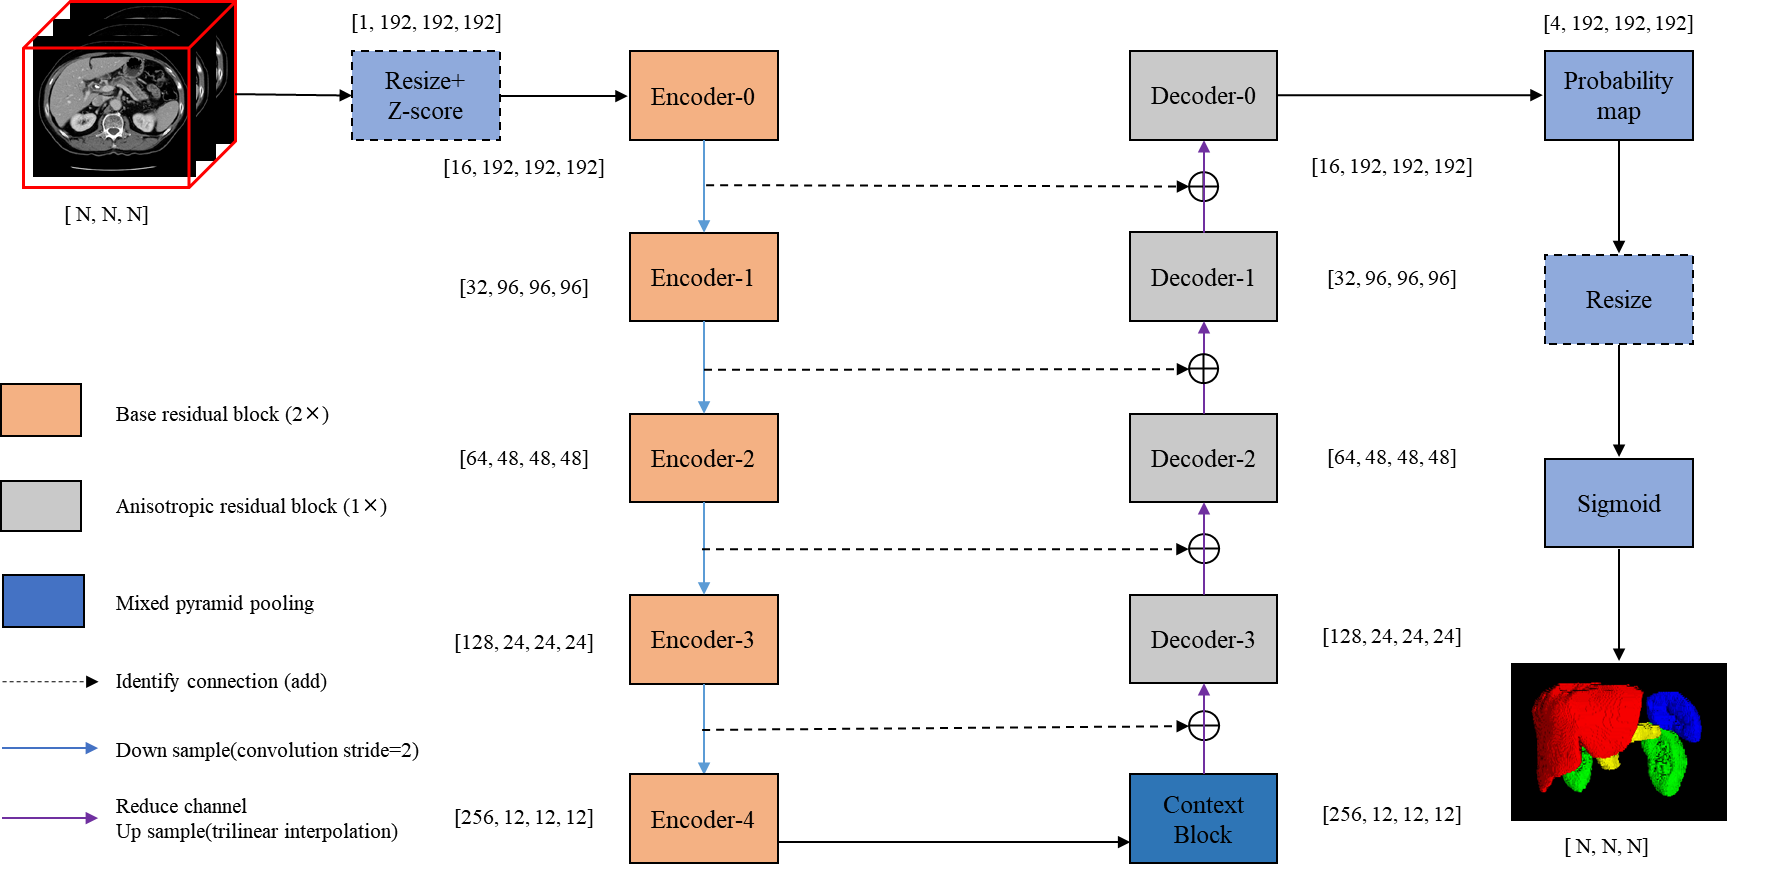 [1, 192, 192, 192]
[4, 192, 192, 192]
Resize+
Z-score
Encoder-0
Decoder-0
Probability
map
[16, 192, 192, 192]
[16, 192, 192, 192]
[ N, N, N]
Encoder-1
Decoder-1
[32, 96, 96, 96]
[32, 96, 96, 96]
Resize
Base residual block (2×)
[64, 48, 48, 48]
Encoder-2
Decoder-2
[64, 48, 48, 48]
Anisotropic residual block (1×)
Sigmoid
Mixed pyramid pooling
[128, 24, 24, 24]
Encoder-3
Decoder-3
[128, 24, 24, 24]
Identify connection (add)
Down sample(convolution stride=2)
Reduce channel
Up sample(trilinear interpolation)
[256, 12, 12, 12]
Encoder-4
Context
Block
[256, 12, 12, 12]
[ N, N, N]